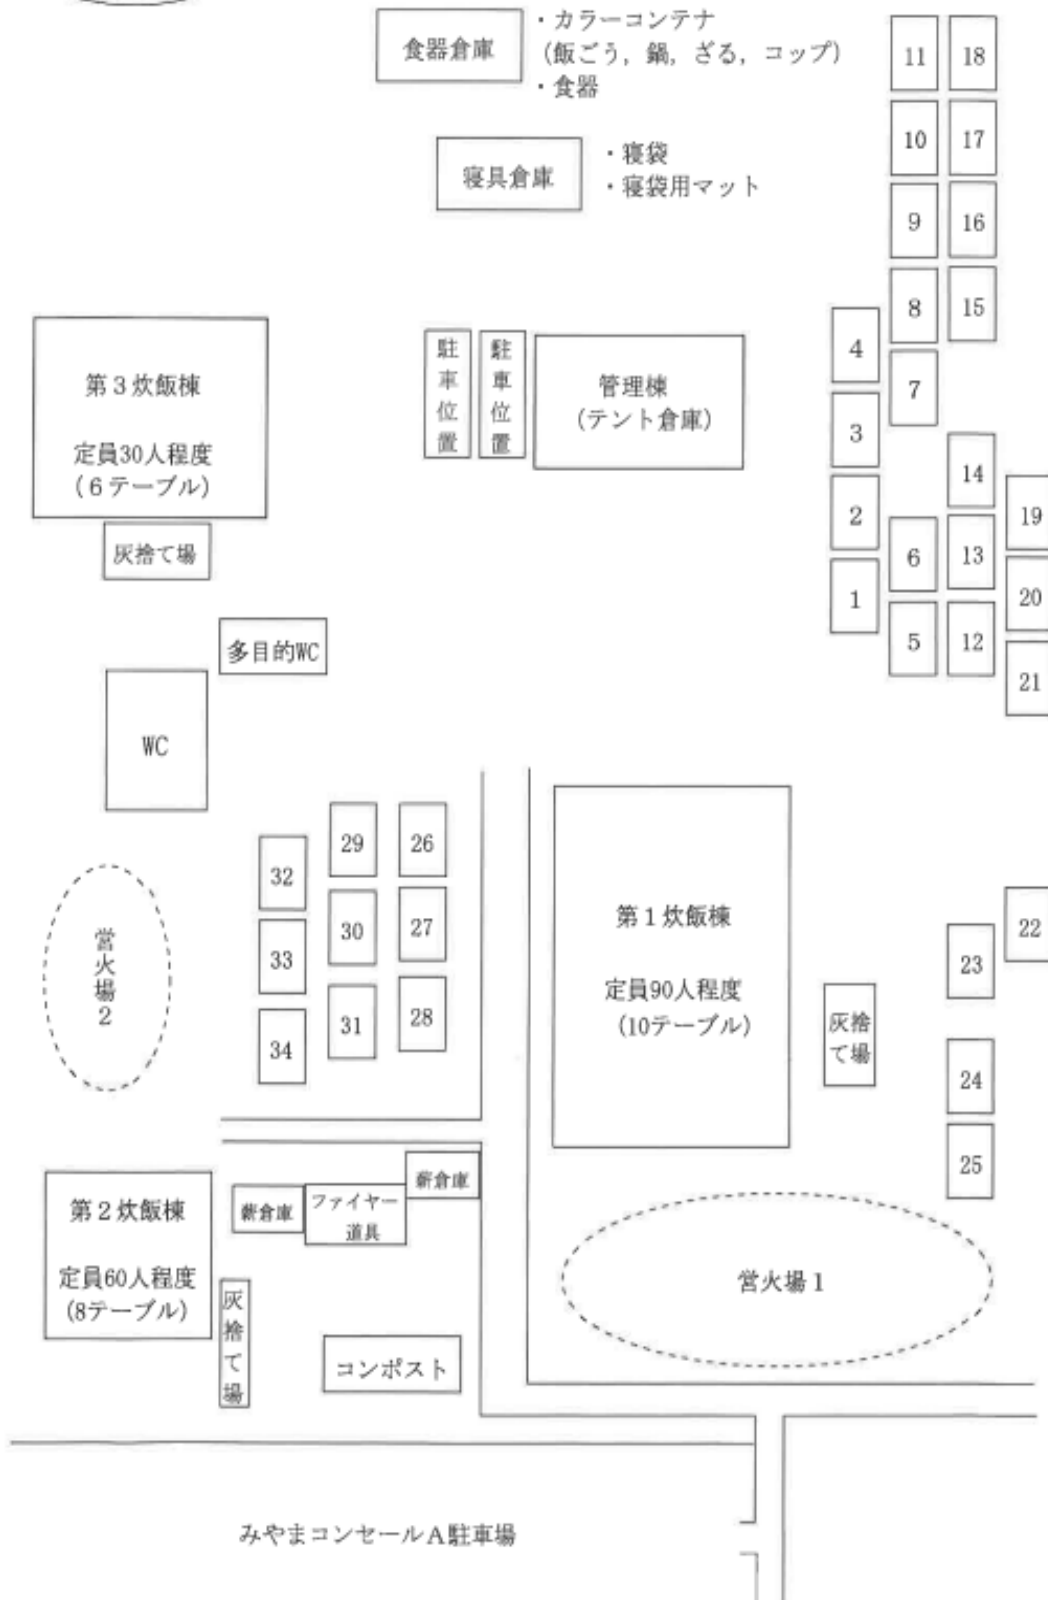 食器倉庫
・カラーコンテナ
(飯ごう，鍋，ざる，コップ)
・食器
寝具倉庫
・寝袋
・寝袋用マット
11
18
10
17
9
16
8
15
4
7
3
14
2
19
6
13
1
20
5
12
21
第３炊飯棟
定員30人程度
(６テーブル)
灰捨て場
駐車位置
駐車位置
管理棟
(テント倉庫)
多目的WC
WC
営火場２
29
26
32
30
27
33
31
28
34
第１炊飯棟
定員90人程度
(10テーブル)
灰捨
て場
22
23
24
25
営火場１
第２炊飯棟
定員60人程度
(8テーブル)
薪倉庫
ファイヤー
道具
薪倉庫
灰捨て場
コンポスト
みやまコンセールＡ駐車場